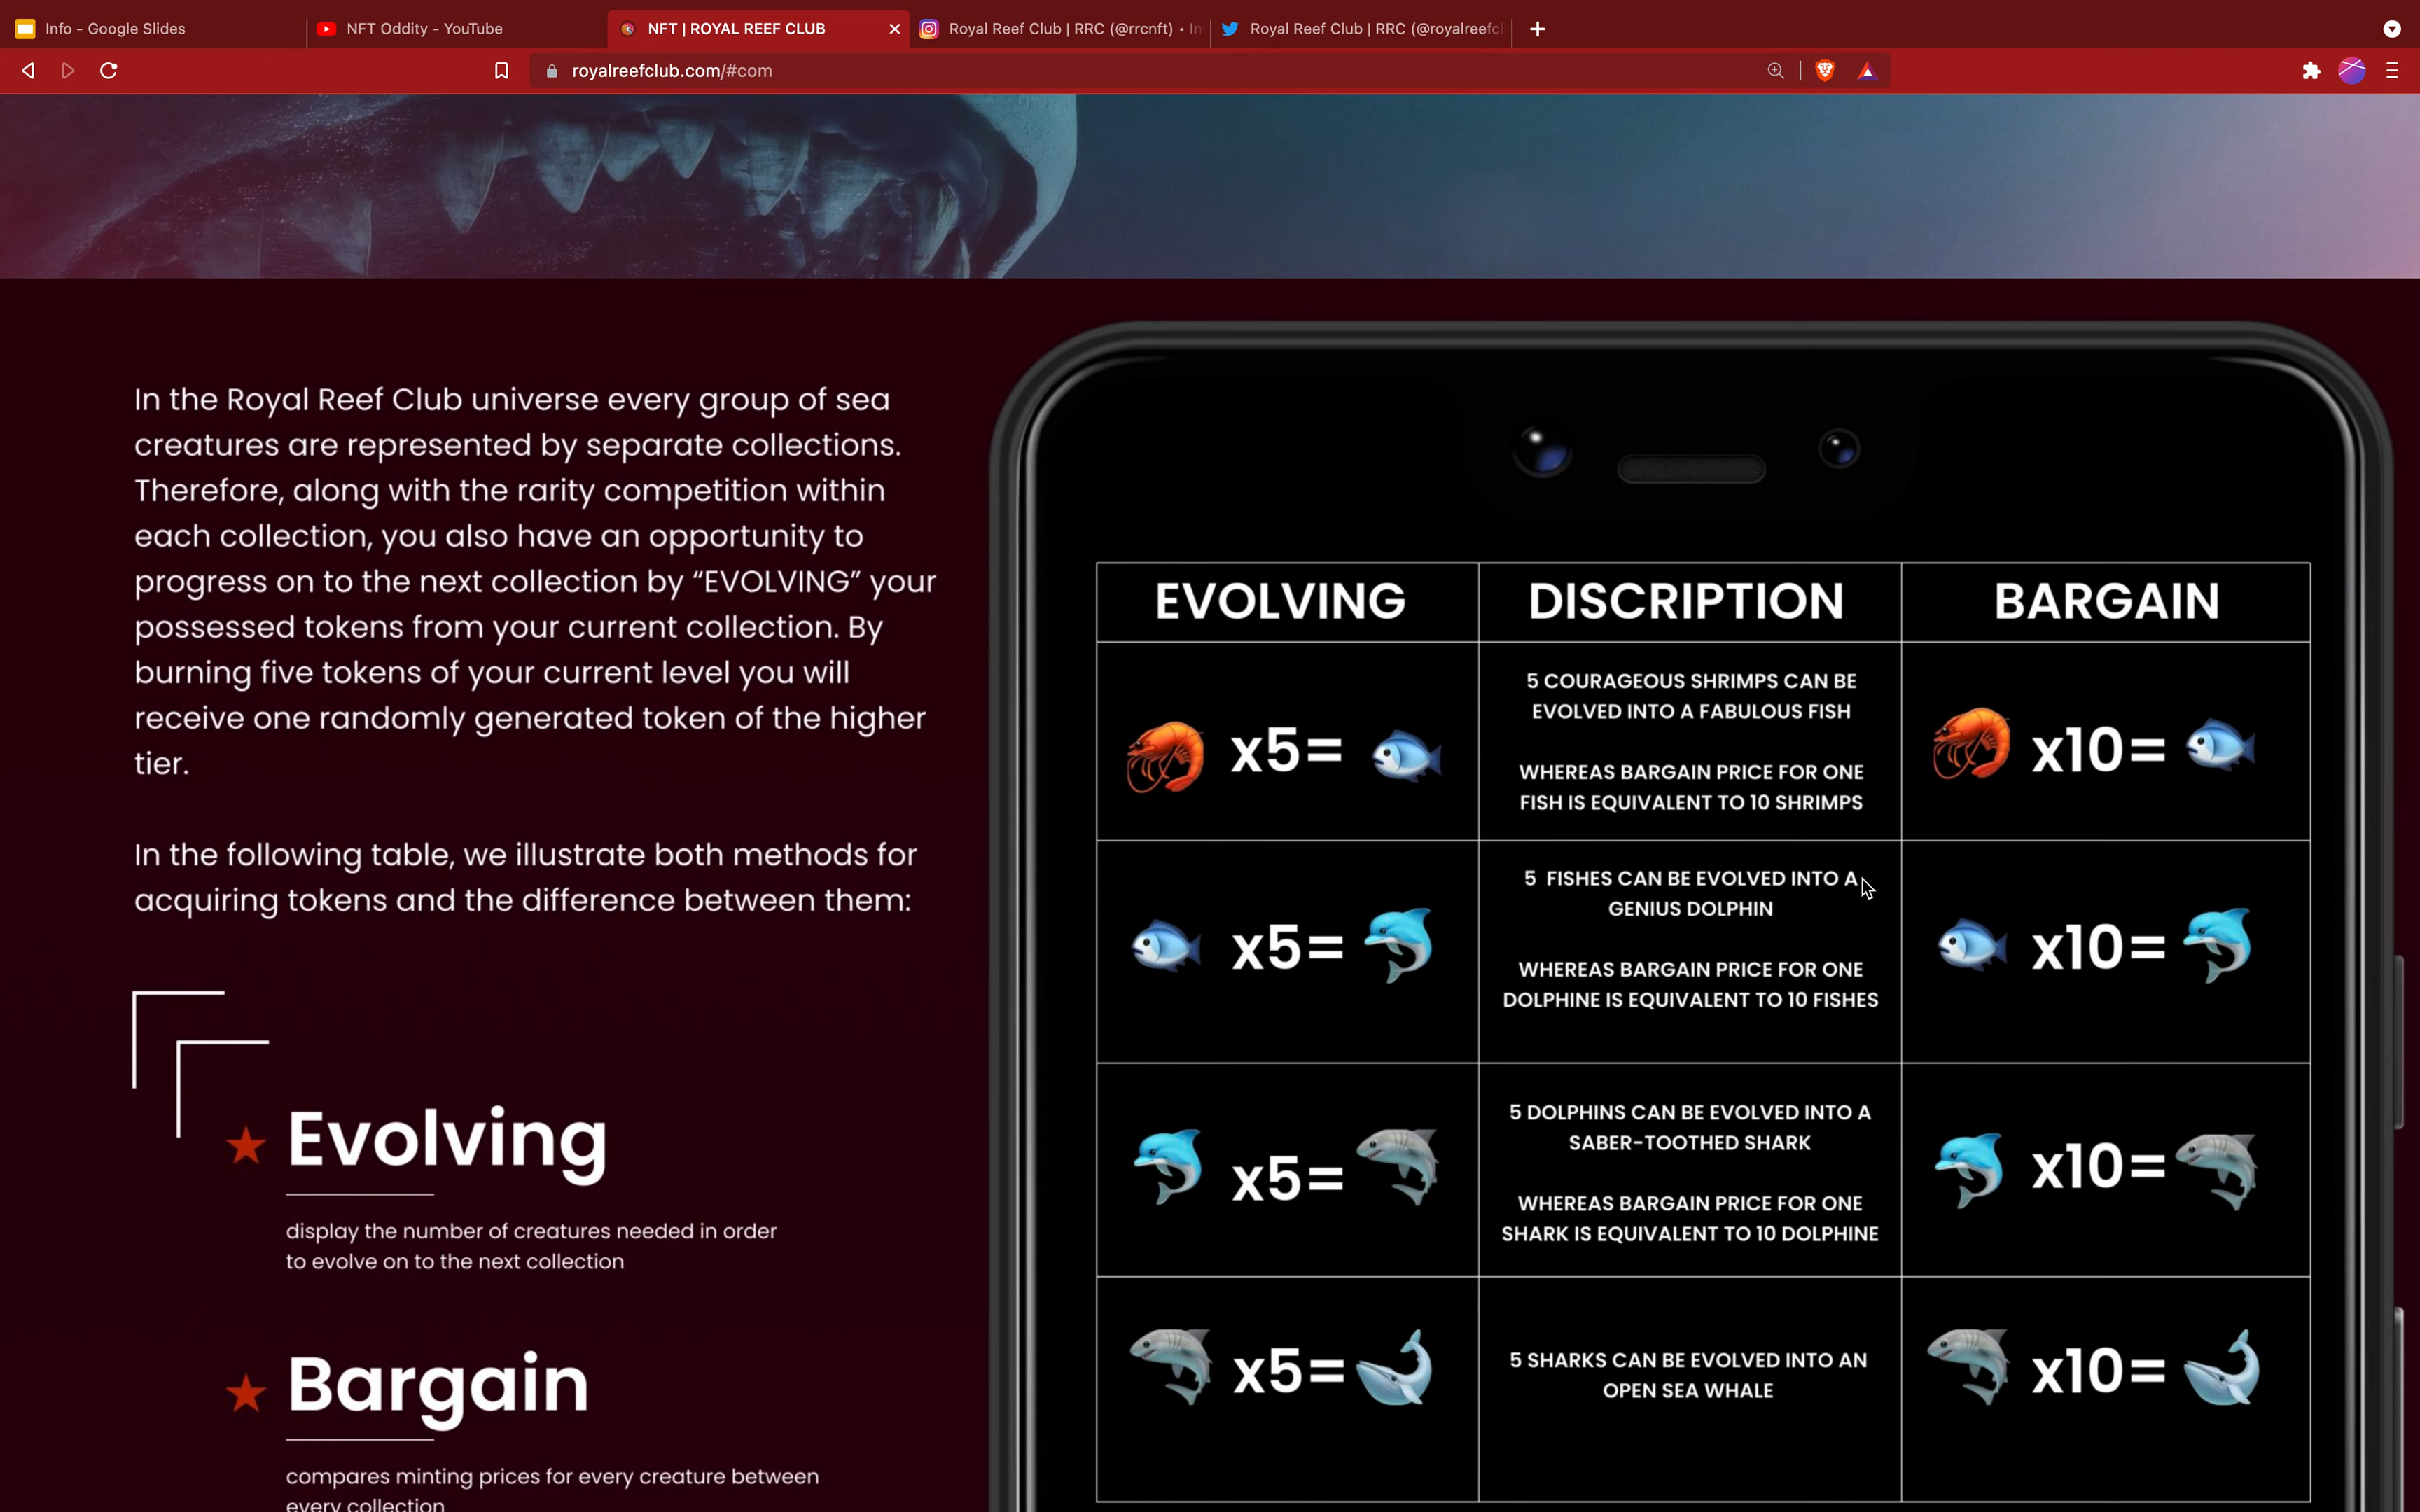 Info - Google Slides
NFT Oddity - YouTube
NFT | ROYAL REEF CLUB
Royal Reef Club | RRC (@rrcnft) • In
Royal Reef Club | RRC (@royalreefcl
royalreefclub.com/#com
In the Royal Reef Club universe every group of sea
creatures are represented by separate collections.
Therefore, along with the rarity competition within
each collection, you also have an opportunity to
progress on to the next collection by “EVOLVING” your
possessed tokens from your current collection. By
burning five tokens of your current level you will
receive one randomly generated token of the higher
tier.
In the following table, we illustrate both methods for
acquiring tokens and the difference between them:
Evolving
display the number of creatures needed in order
to evolve on to the next collection
Bargain
compares minting prices for every creature between
every collection
EVOLVING
DISCRIPTION
BARGAIN
x5=
5 COURAGEOUS SHRIMPS CAN BE
EVOLVED INTO A FABULOUS FISH
WHEREAS BARGAIN PRICE FOR ONE
FISH IS EQUIVALENT TO 10 SHRIMPS
x10=
x5=
5 FISHES CAN BE EVOLVED INTO A
GENIUS DOLPHIN
WHEREAS BARGAIN PRICE FOR ONE
DOLPHINE IS EQUIVALENT TO 10 FISHES
x10=
x5=
5 DOLPHINS CAN BE EVOLVED INTO A
SABER-TOOTHED SHARK
WHEREAS BARGAIN PRICE FOR ONE
SHARK IS EQUIVALENT TO 10 DOLPHINE
x10=
x5=
5 SHARKS CAN BE EVOLVED INTO AN
OPEN SEA WHALE
x10=